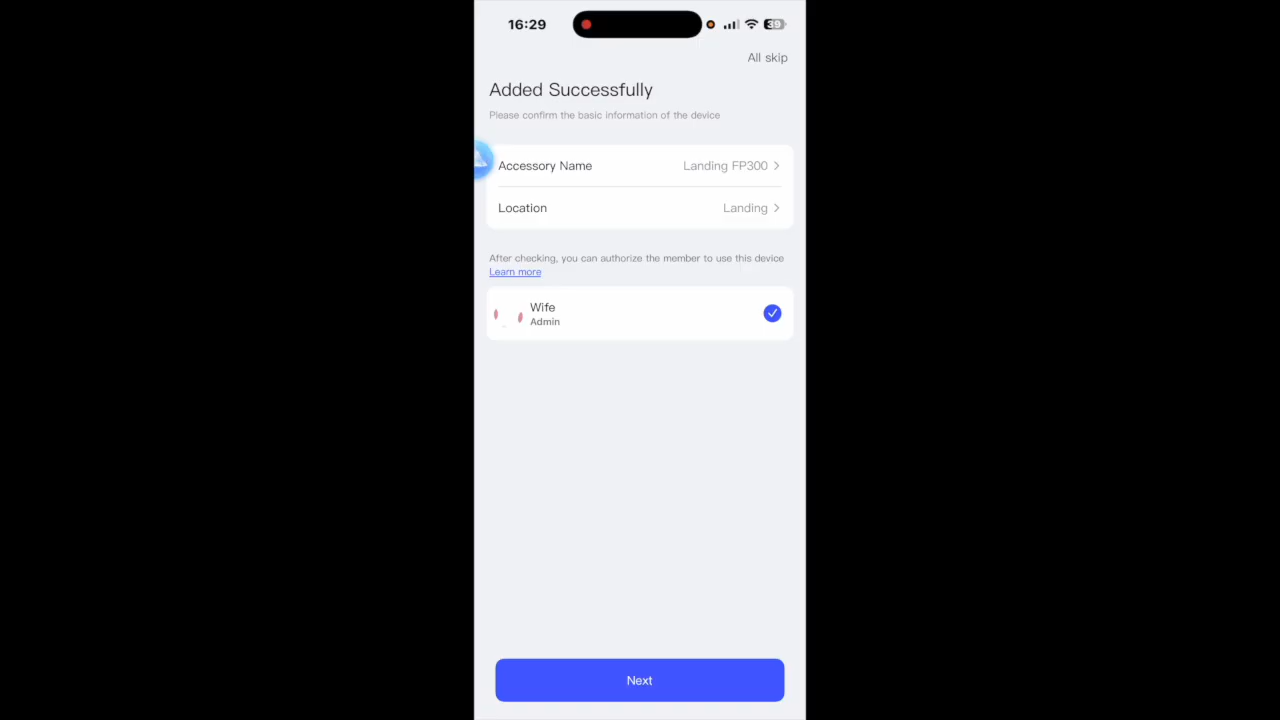 16:29
39
All skip
Added Successfully
Please confirm the basic information of the device
Accessory Name
Landing FP300
Location
Landing
After checking, you can authorize the member to use this device
Learn more
Wife
Admin
Next